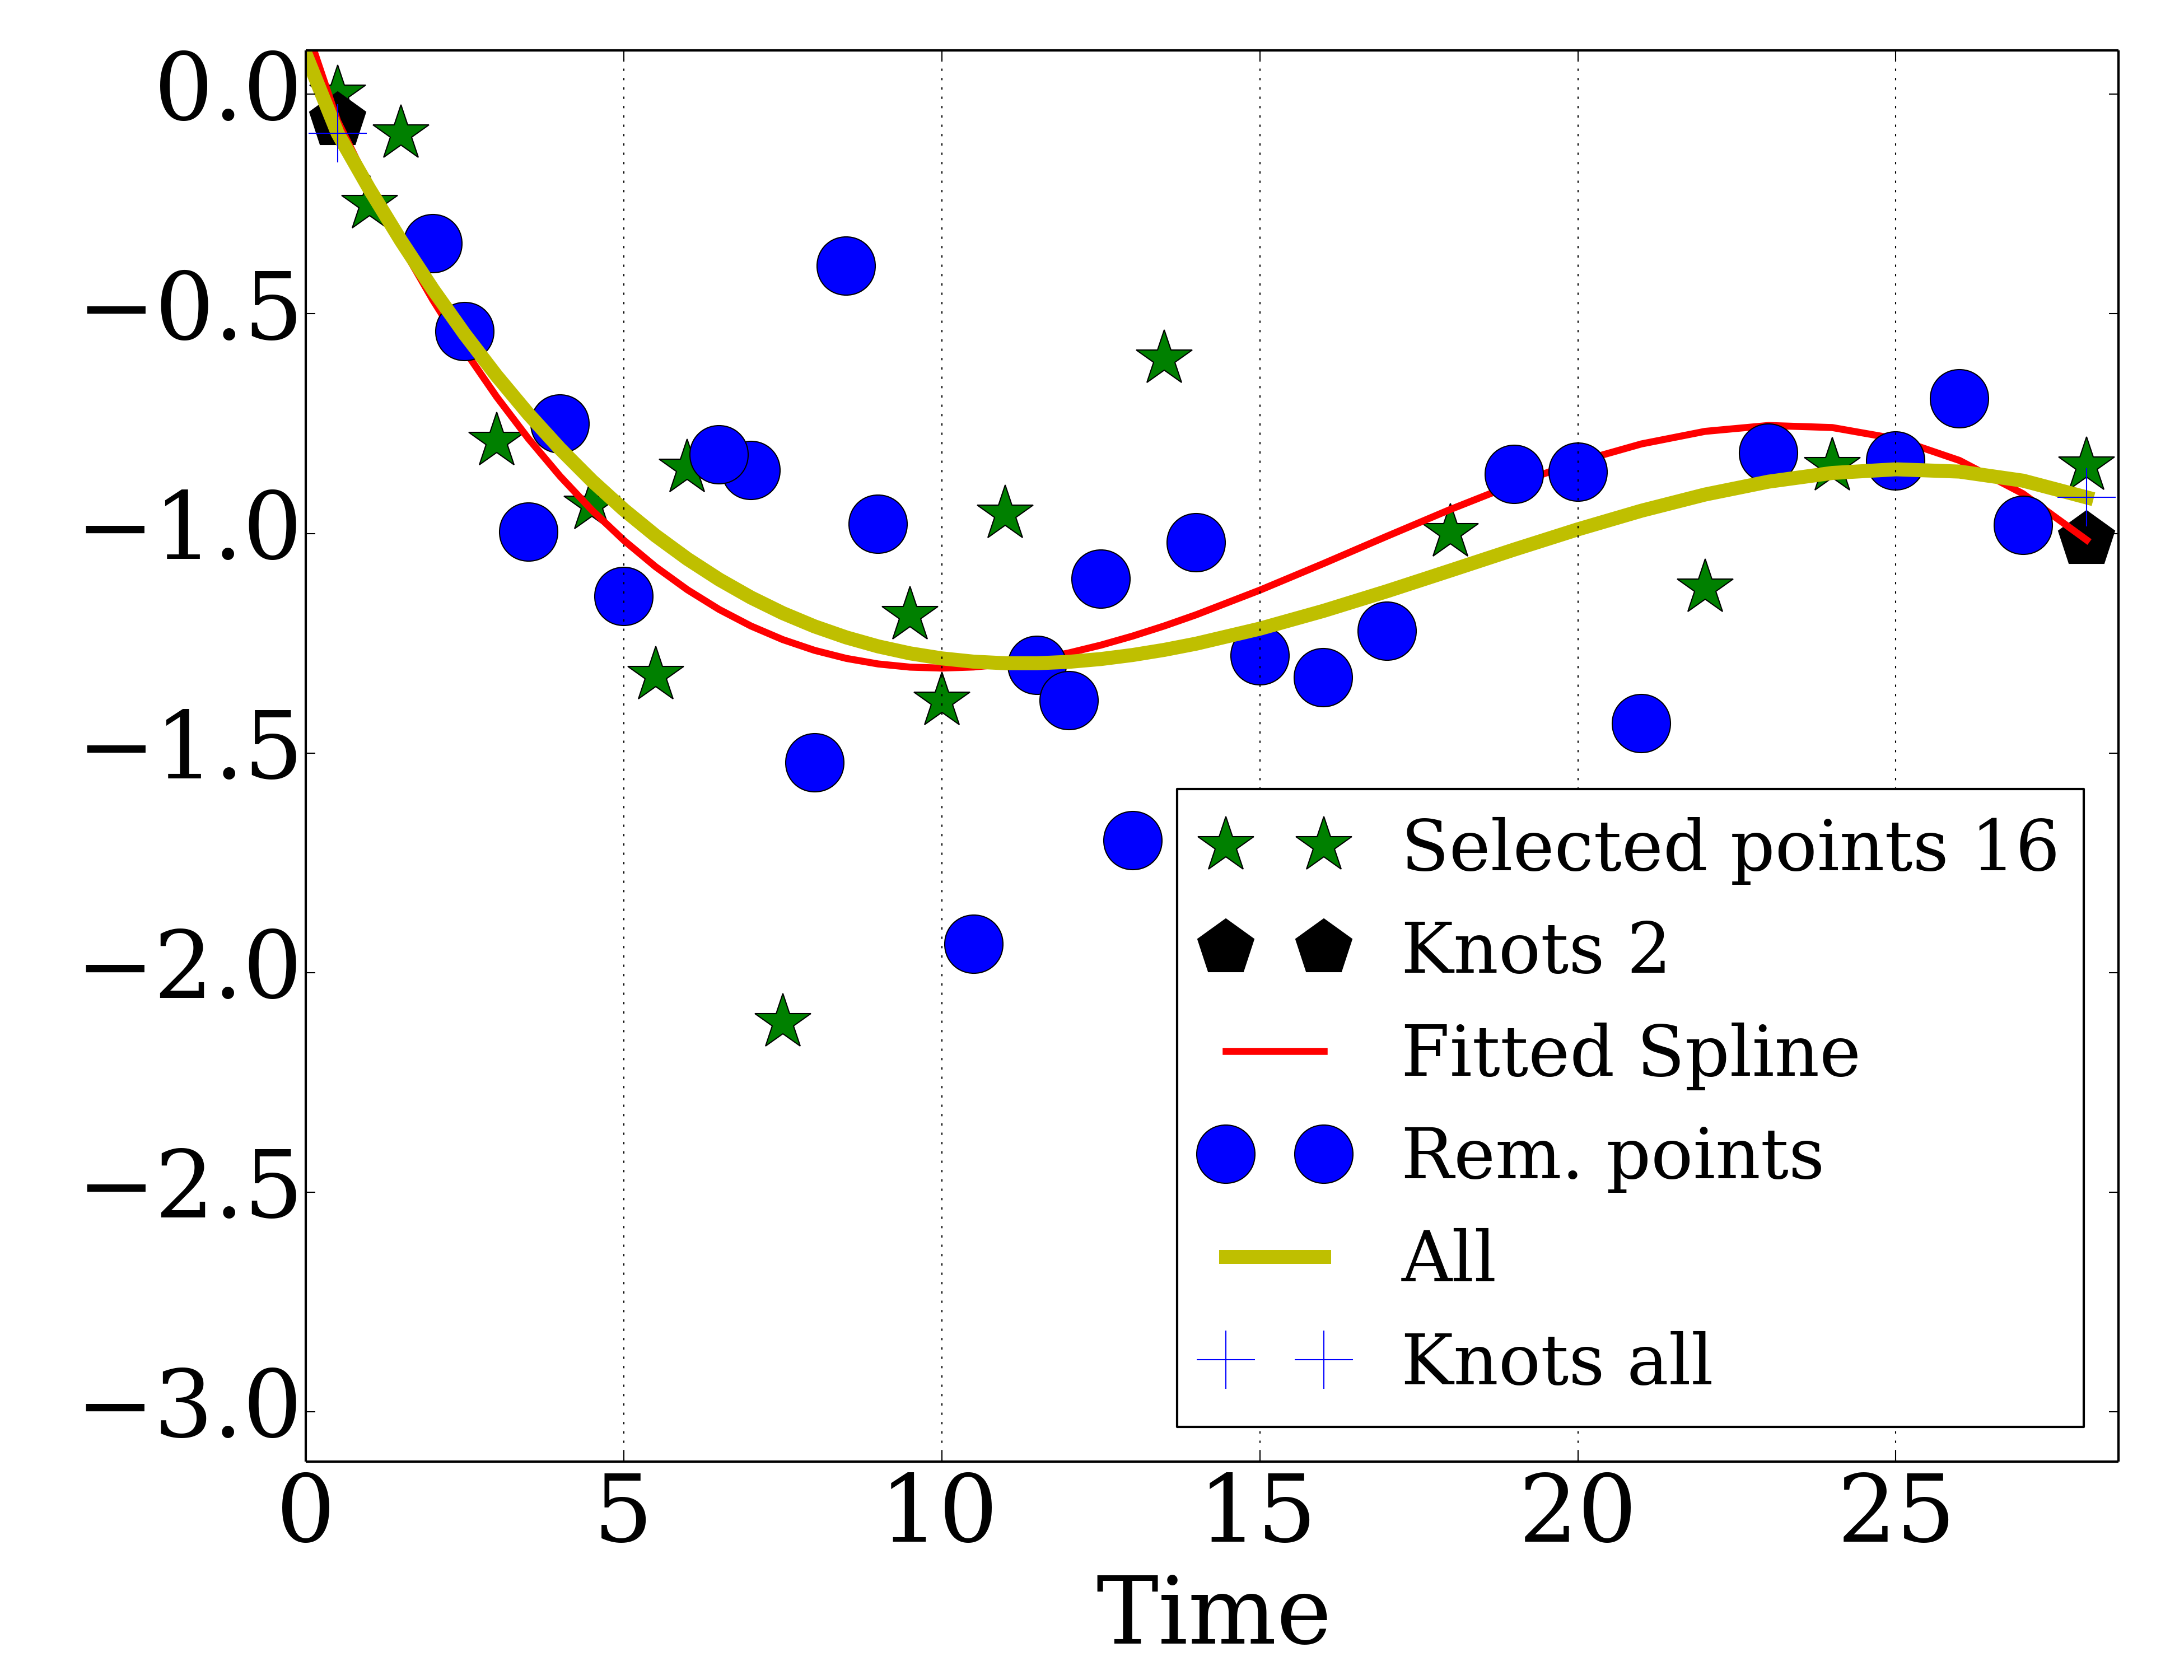 0.0
−0.5
−1.0
−1.5
−2.0
−2.5
−3.0
Selected points 16
Knots 2
Fitted Spline
Rem. points
All
Knots all
0 5 10 15 20 25
Time